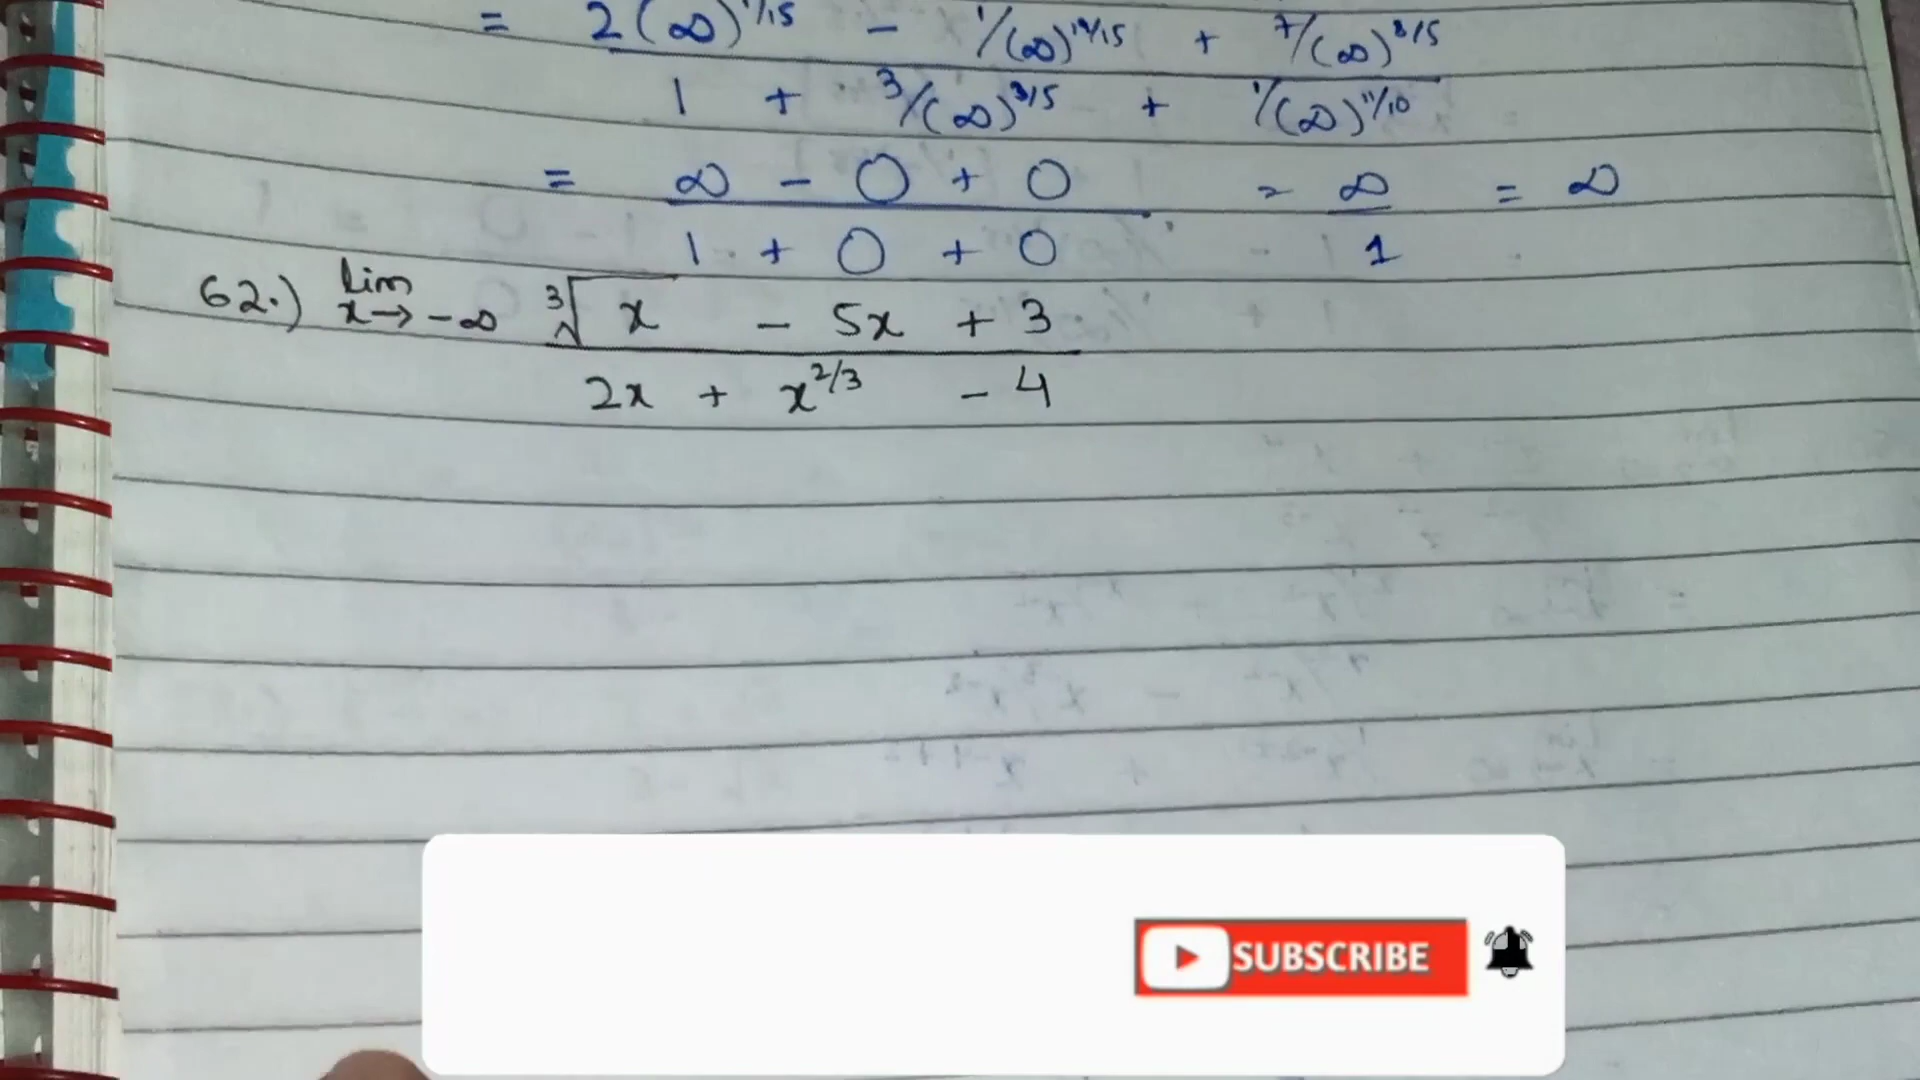 = 2(∞)^1/15 - 1/(∞)^14/15 + 7/(∞)^8/5
1 + 3/(∞)^3/5 + 1/(∞)^11/10
= ∞ - 0 + 0 = ∞ = ∞
1 + 0 + 0 1
62.) lim x→-∞ ∛x - 5x + 3
2x + x^2/3 - 4
SUBSCRIBE